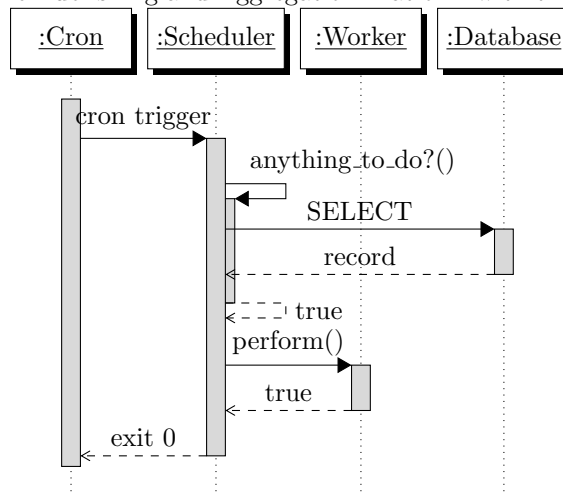 :Cron :Scheduler :Worker :Database
cron trigger
anything_to_do?()
SELECT
record
true
perform()
true
exit 0